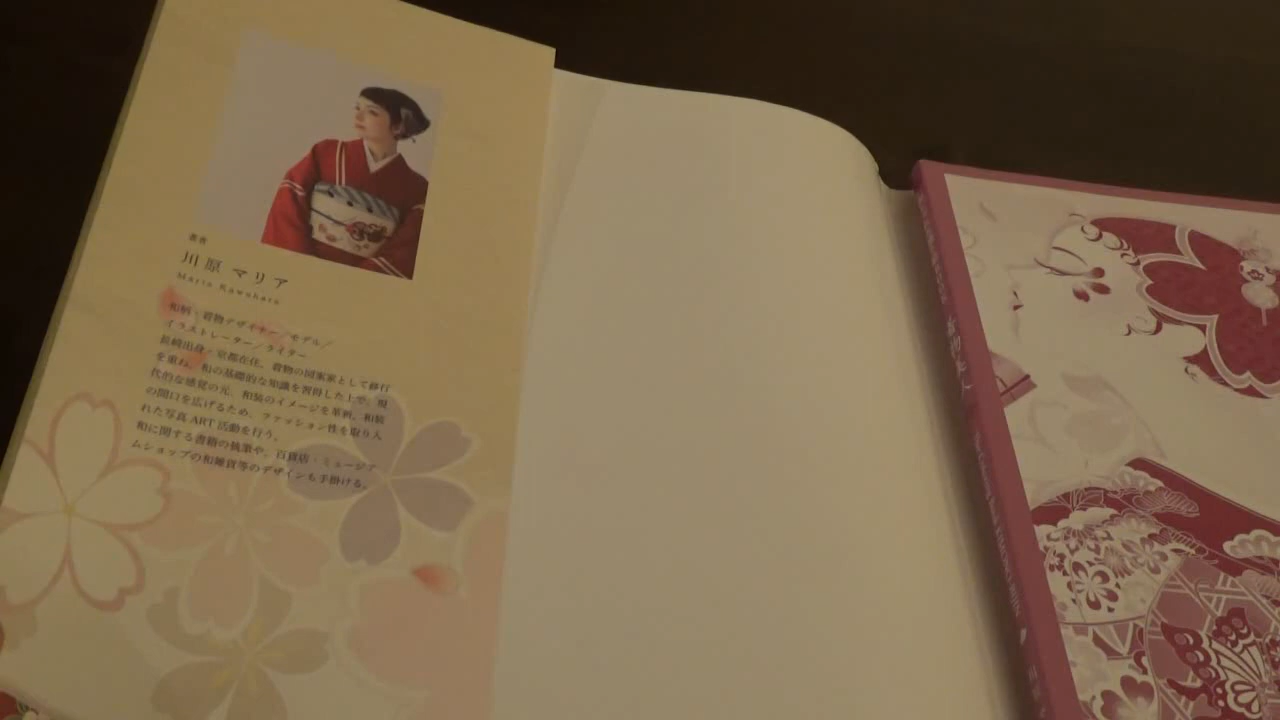 著者
川原 マリア
Maria Kawahara
和柄・着物デザイナー／モデル／
イラストレーター／ライター
長崎出身・京都在住。着物の図案家として修行
を重ね、和の基礎的な知識を習得した上で、現
代的な感覚の元、和装のイメージを革新。和装
の間口を広げるため、ファッション性を取り入
れた写真 ART 活動を行う。
和に関する書籍の執筆や、百貨店・ミュージア
ムショップの和雑貨等のデザインも手掛ける。